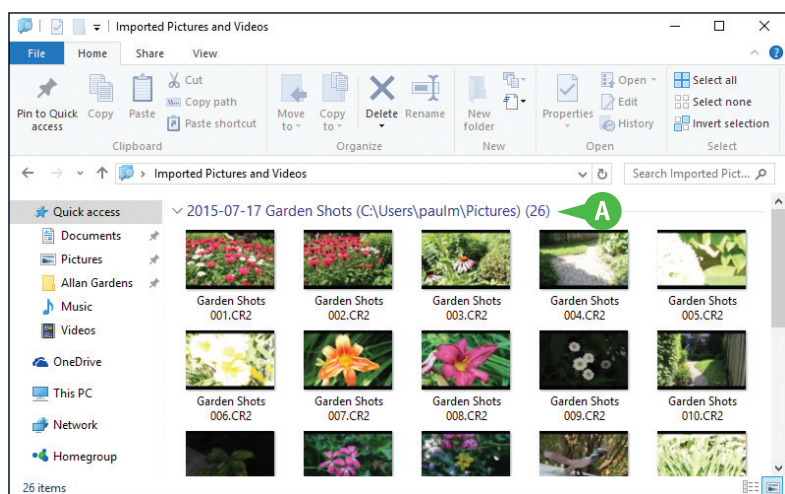 Imported Pictures and Videos
File Home Share View
Pin to Quick access
Copy
Paste
Cut
Copy path
Paste shortcut
Clipboard
Move to
Copy to
Delete
Rename
Organize
New folder
New
Properties
Open
Edit
History
Open
Select all
Select none
Invert selection
Select
Imported Pictures and Videos
Search Imported Pict...
Quick access
Documents
Pictures
Allan Gardens
Music
Videos
OneDrive
This PC
Network
Homegroup
2015-07-17 Garden Shots (C:\Users\paulm\Pictures) (26)
A
Garden Shots 001.CR2
Garden Shots 002.CR2
Garden Shots 003.CR2
Garden Shots 004.CR2
Garden Shots 005.CR2
Garden Shots 006.CR2
Garden Shots 007.CR2
Garden Shots 008.CR2
Garden Shots 009.CR2
Garden Shots 010.CR2
26 items